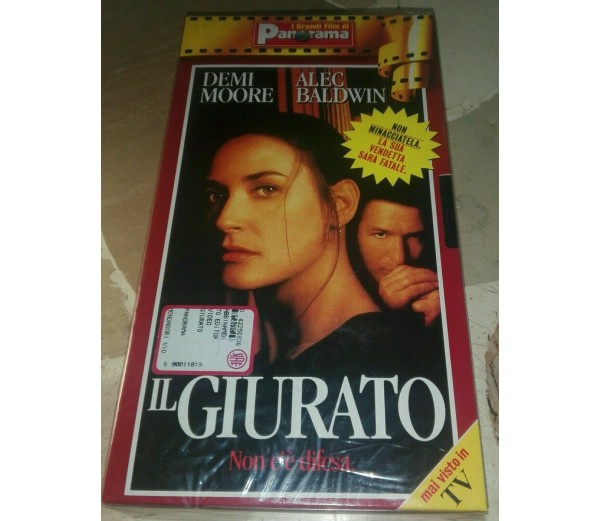 I Grandi Film di
Panorama
DEMI MOORE
ALEC BALDWIN
NON
MINACCIATELA.
LA SUA
VENDETTA
SARÀ FATALE.
PANORAMA
IL GIURATO
Non c'è difesa.
mai visto in
TV